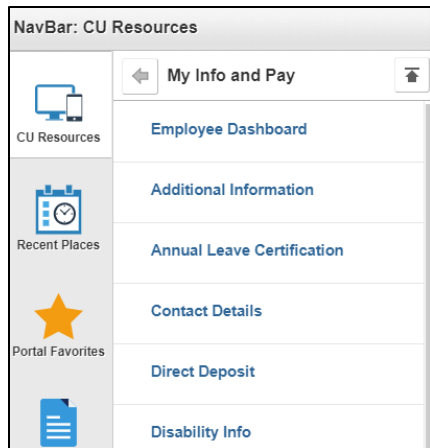 NavBar: CU Resources
My Info and Pay
CU Resources
Employee Dashboard
Additional Information
Recent Places
Annual Leave Certification
Contact Details
Portal Favorites
Direct Deposit
Disability Info